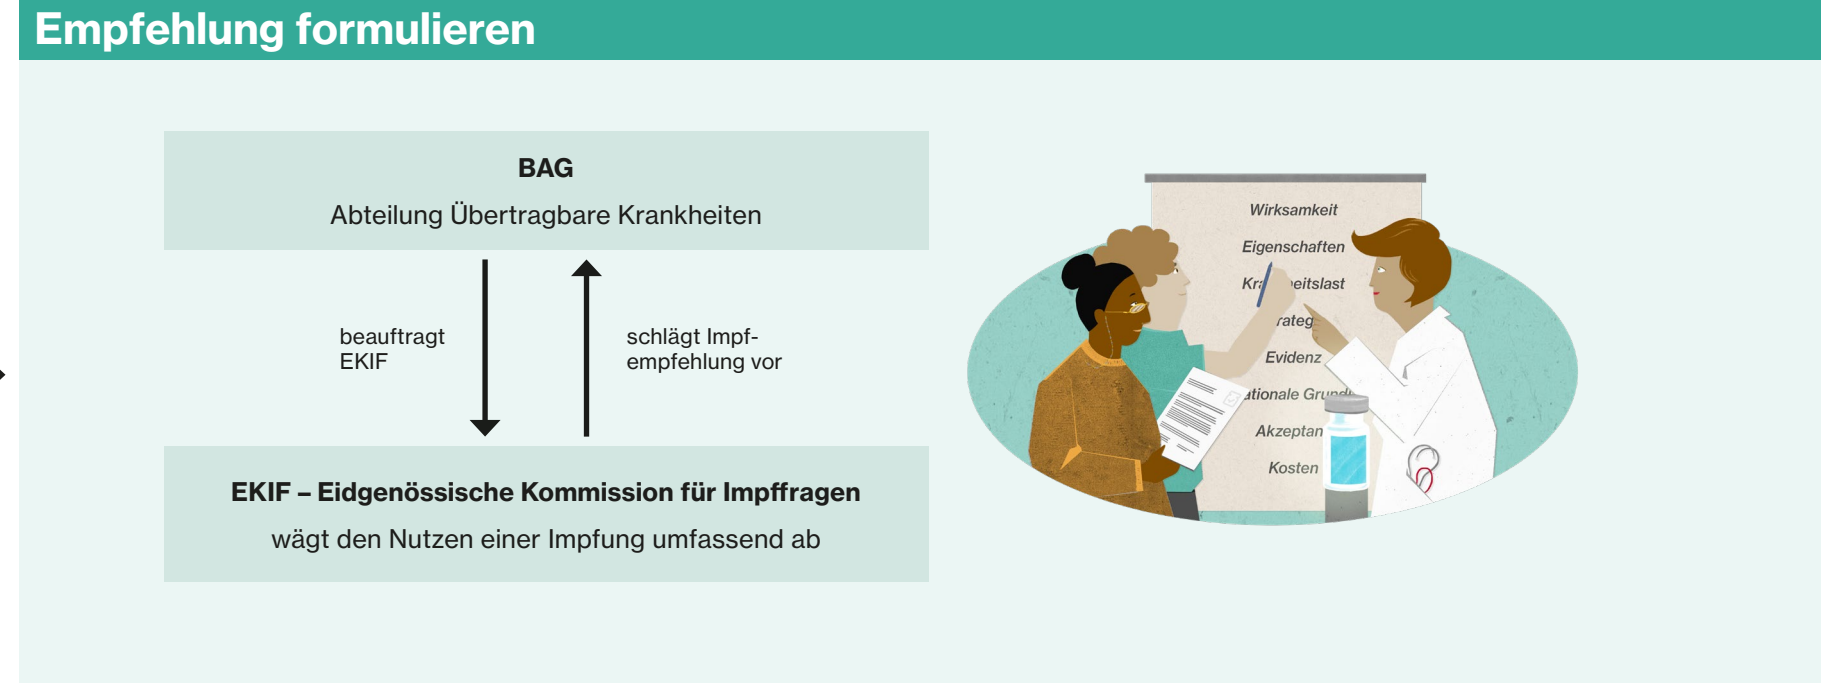 Empfehlung formulieren
BAG
Abteilung Übertragbare Krankheiten
beauftragt
EKIF
schlägt Impf-
empfehlung vor
EKIF – Eidgenössische Kommission für Impffragen
wägt den Nutzen einer Impfung umfassend ab
Wirksamkeit
Eigenschaften
Evidenz
Kosten